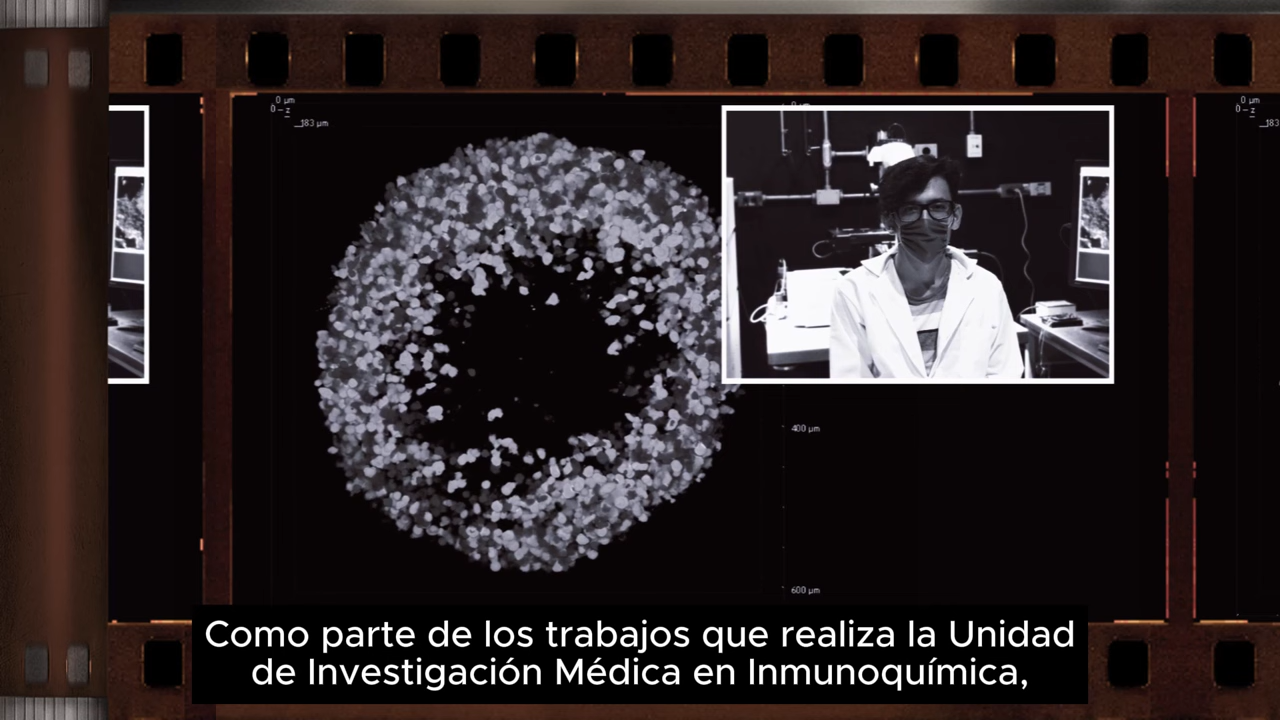 0 µm
0 – z
183 µm
0 µm
0 – z
183
400 µm
600 µm
Como parte de los trabajos que realiza la Unidad
de Investigación Médica en Inmunoquímica,